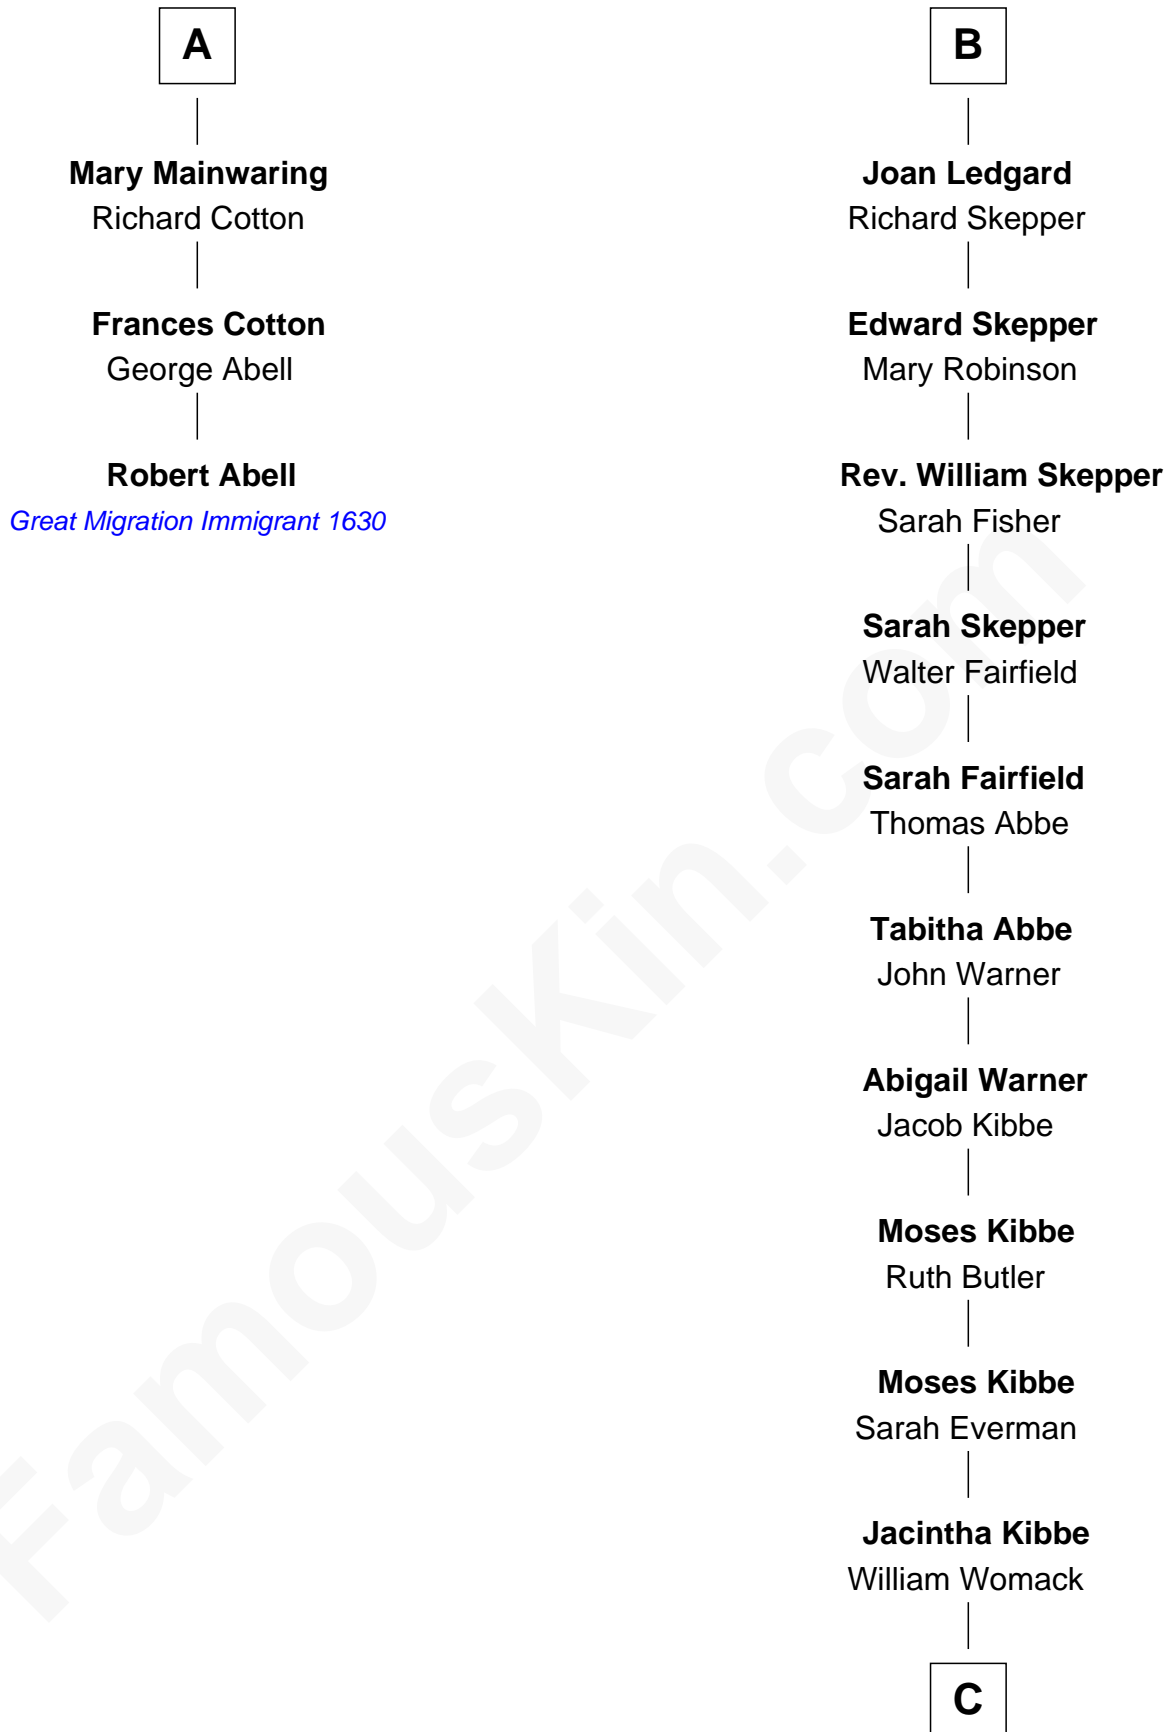 A
Mary Mainwaring
Richard Cotton
Frances Cotton
George Abell
Robert Abell
Great Migration Immigrant 1630
B
Joan Ledgard
Richard Skepper
Edward Skepper
Mary Robinson
Rev. William Skepper
Sarah Fisher
Sarah Skepper
Walter Fairfield
Sarah Fairfield
Thomas Abbe
Tabitha Abbe
John Warner
Abigail Warner
Jacob Kibbe
Moses Kibbe
Ruth Butler
Moses Kibbe
Sarah Everman
Jacintha Kibbe
William Womack
C
FamousKin.com